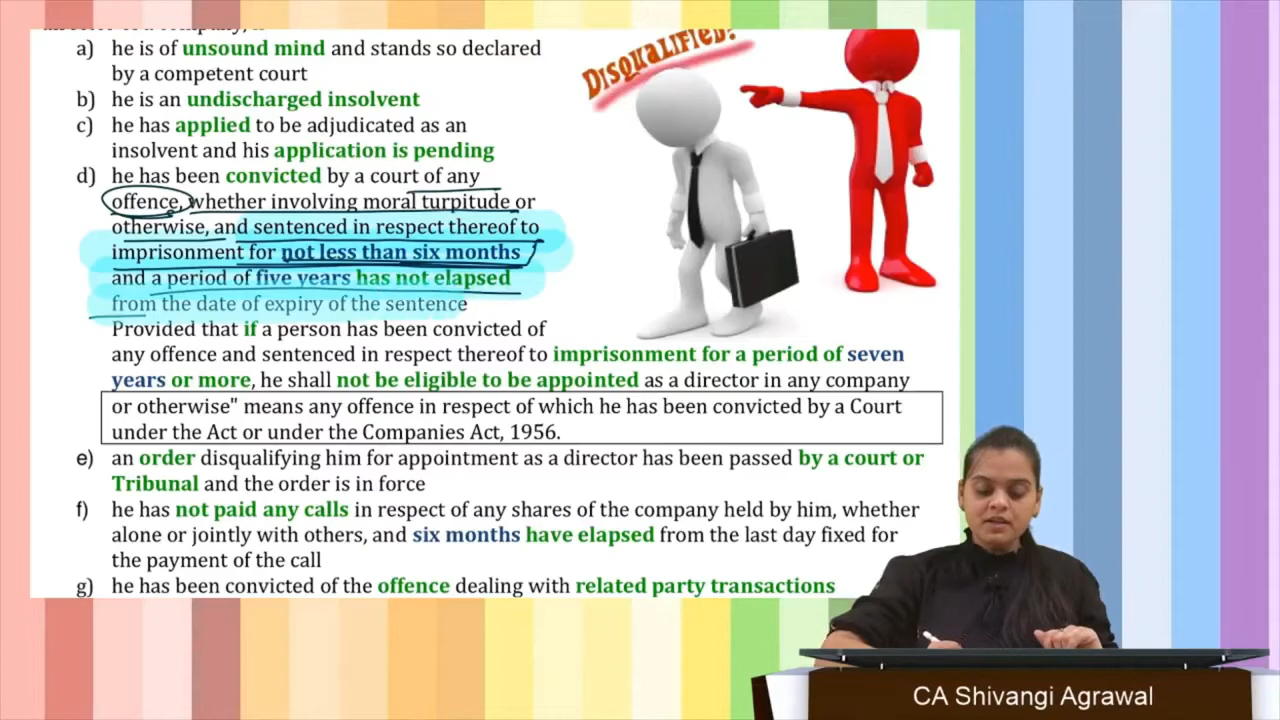 DISQUALIFIED!
a) he is of unsound mind and stands so declared
by a competent court
b) he is an undischarged insolvent
c) he has applied to be adjudicated as an
insolvent and his application is pending
d) he has been convicted by a court of any
offence, whether involving moral turpitude or
otherwise, and sentenced in respect thereof to
imprisonment for not less than six months
and a period of five years has not elapsed
from the date of expiry of the sentence
Provided that if a person has been convicted of
any offence and sentenced in respect thereof to imprisonment for a period of seven
years or more, he shall not be eligible to be appointed as a director in any company
or otherwise" means any offence in respect of which he has been convicted by a Court
under the Act or under the Companies Act, 1956.
e) an order disqualifying him for appointment as a director has been passed by a court or
Tribunal and the order is in force
f) he has not paid any calls in respect of any shares of the company held by him, whether
alone or jointly with others, and six months have elapsed from the last day fixed for
the payment of the call
g) he has been convicted of the offence dealing with related party transactions
CA Shivangi Agrawal